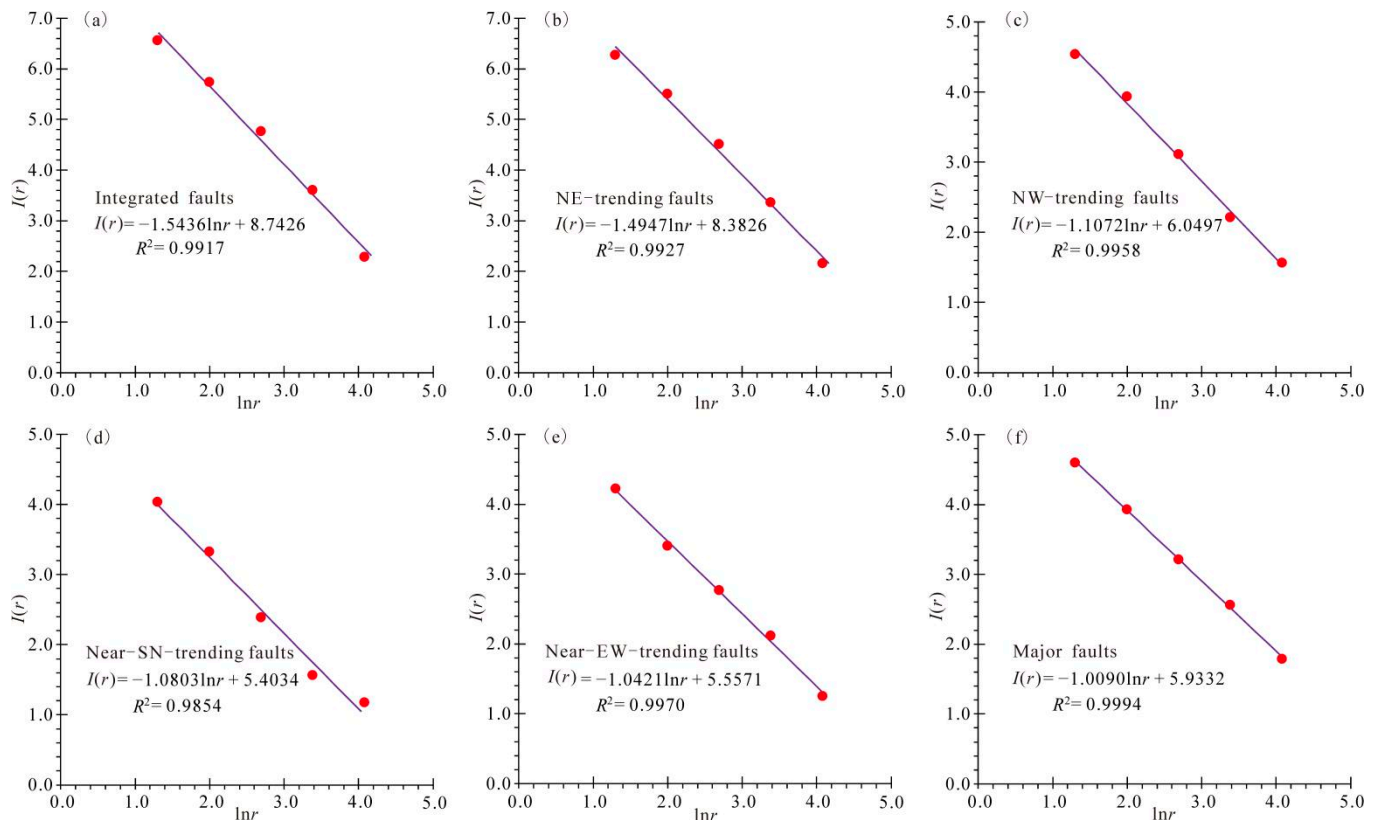 (a)
7.0
6.0
5.0
4.0
3.0
2.0
1.0
0.0
I(r)
Integrated faults
I(r)=−1.5436lnr+8.7426
R²=0.9917
0.0 1.0 2.0 3.0 4.0 5.0
lnr
(b)
7.0
6.0
5.0
4.0
3.0
2.0
1.0
0.0
I(r)
NE-trending faults
I(r)=−1.4947lnr+8.3826
R²=0.9927
0.0 1.0 2.0 3.0 4.0 5.0
lnr
(c)
5.0
4.0
3.0
2.0
1.0
0.0
I(r)
NW-trending faults
I(r)=−1.1072lnr+6.0497
R²=0.9958
0.0 1.0 2.0 3.0 4.0 5.0
lnr
(d)
5.0
4.0
3.0
2.0
1.0
0.0
I(r)
Near-SN-trending faults
I(r)=−1.0803lnr+5.4034
R²=0.9854
0.0 1.0 2.0 3.0 4.0 5.0
lnr
(e)
5.0
4.0
3.0
2.0
1.0
0.0
I(r)
Near-EW-trending faults
I(r)=−1.0421lnr+5.5571
R²=0.9970
0.0 1.0 2.0 3.0 4.0 5.0
lnr
(f)
5.0
4.0
3.0
2.0
1.0
0.0
I(r)
Major faults
I(r)=−1.0090lnr+5.9332
R²=0.9994
0.0 1.0 2.0 3.0 4.0 5.0
lnr